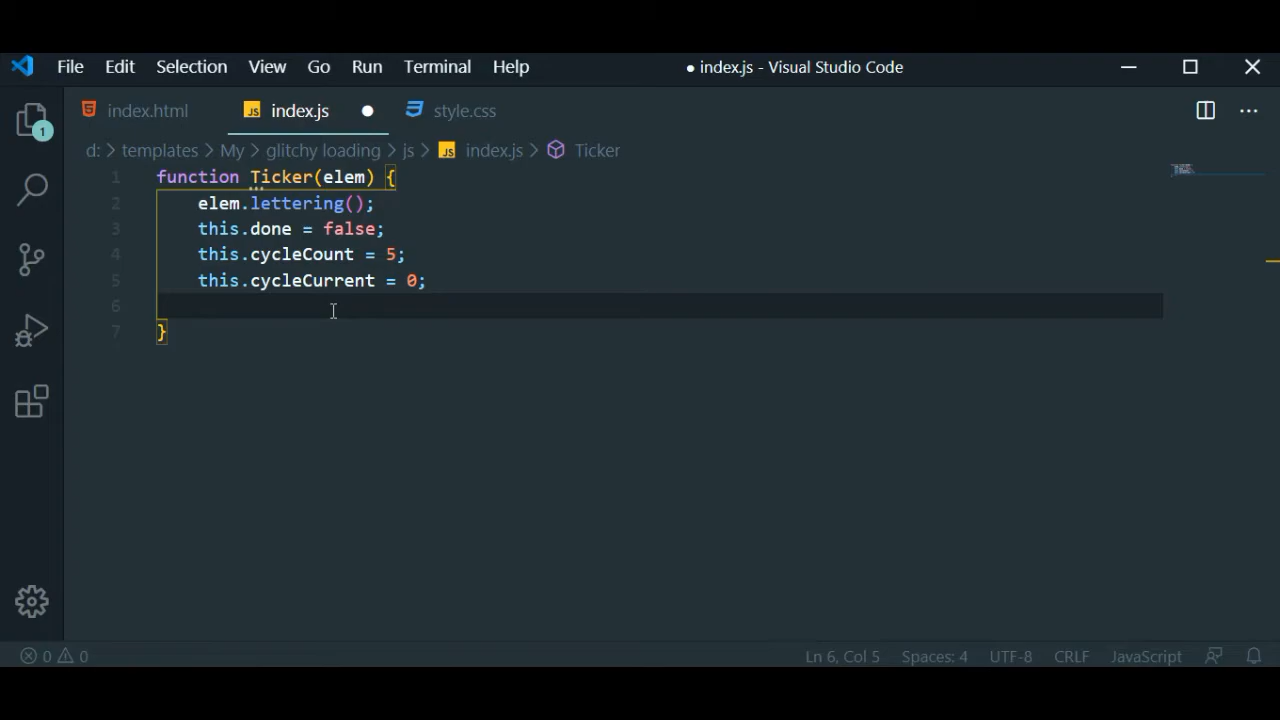 File Edit Selection View Go Run Terminal Help ● index.js - Visual Studio Code
index.html index.js ● style.css
1
d: > templates > My > glitchy loading > js > index.js > Ticker
1 function Ticker(elem) {
2 elem.lettering();
3 this.done = false;
4 this.cycleCount = 5;
5 this.cycleCurrent = 0;
6
7 }
0 0 Ln 6, Col 5 Spaces: 4 UTF-8 CRLF JavaScript